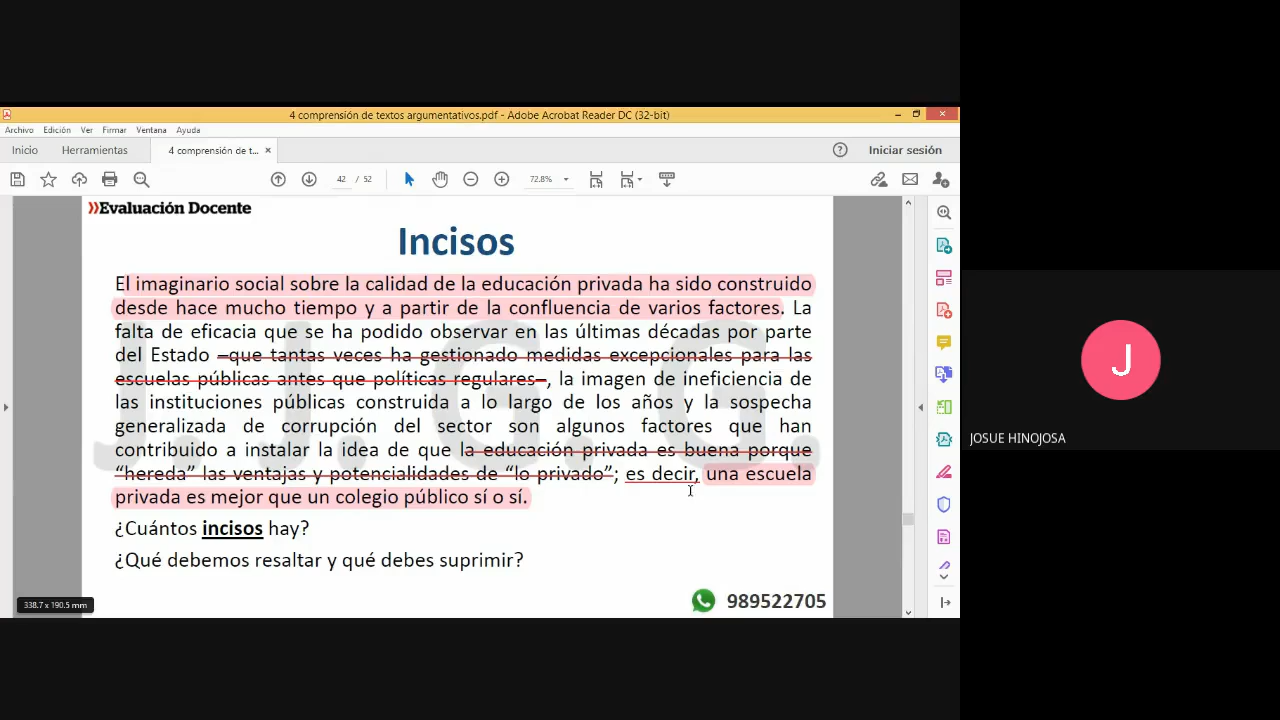 4 comprensión de textos argumentativos.pdf - Adobe Acrobat Reader DC (32-bit)
Archivo Edición Ver Firmar Ventana Ayuda
Inicio Herramientas 4 comprensión de t... × Iniciar sesión
42 / 52 72.8%
»Evaluación Docente
Incisos
El imaginario social sobre la calidad de la educación privada ha sido construido
desde hace mucho tiempo y a partir de la confluencia de varios factores. La
falta de eficacia que se ha podido observar en las últimas décadas por parte
del Estado –que tantas veces ha gestionado medidas excepcionales para las
escuelas públicas antes que políticas regulares–, la imagen de ineficiencia de
las instituciones públicas construida a lo largo de los años y la sospecha
generalizada de corrupción del sector son algunos factores que han
contribuido a instalar la idea de que la educación privada es buena porque
“hereda” las ventajas y potencialidades de “lo privado”; es decir, una escuela
privada es mejor que un colegio público sí o sí.
¿Cuántos incisos hay?
¿Qué debemos resaltar y qué debes suprimir?
338.7 x 190.5 mm
989522705
J. J. G. G.
J
JOSUE HINOJOSA